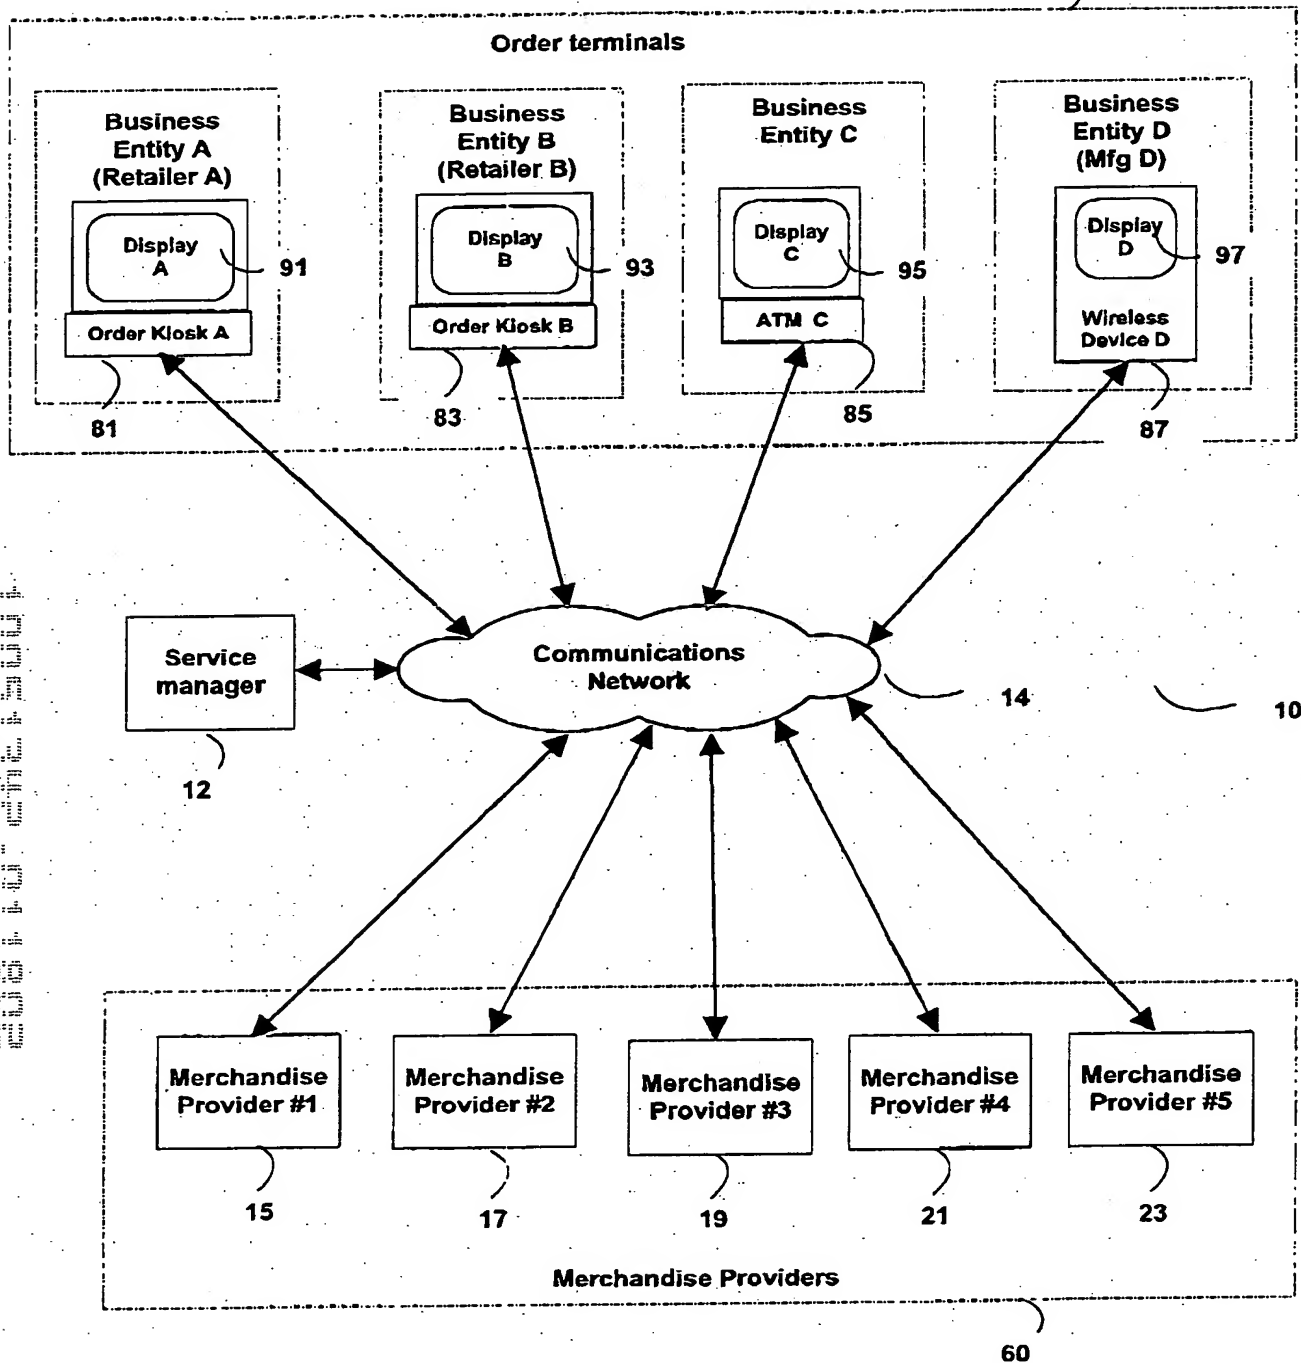 Order terminals
Business
Entity A
(Retailer A)
Display
A
91
Order Kiosk A
81
Business
Entity B
(Retailer B)
Display
B
93
Order Kiosk B
83
Business
Entity C
Display
C
95
ATM C
85
Business
Entity D
(Mfg D)
Display
D
97
Wireless
Device D
87
Service
manager
12
Communications
Network
14
10
Merchandise
Provider #1
15
Merchandise
Provider #2
17
Merchandise
Provider #3
19
Merchandise
Provider #4
21
Merchandise
Provider #5
23
Merchandise Providers
60